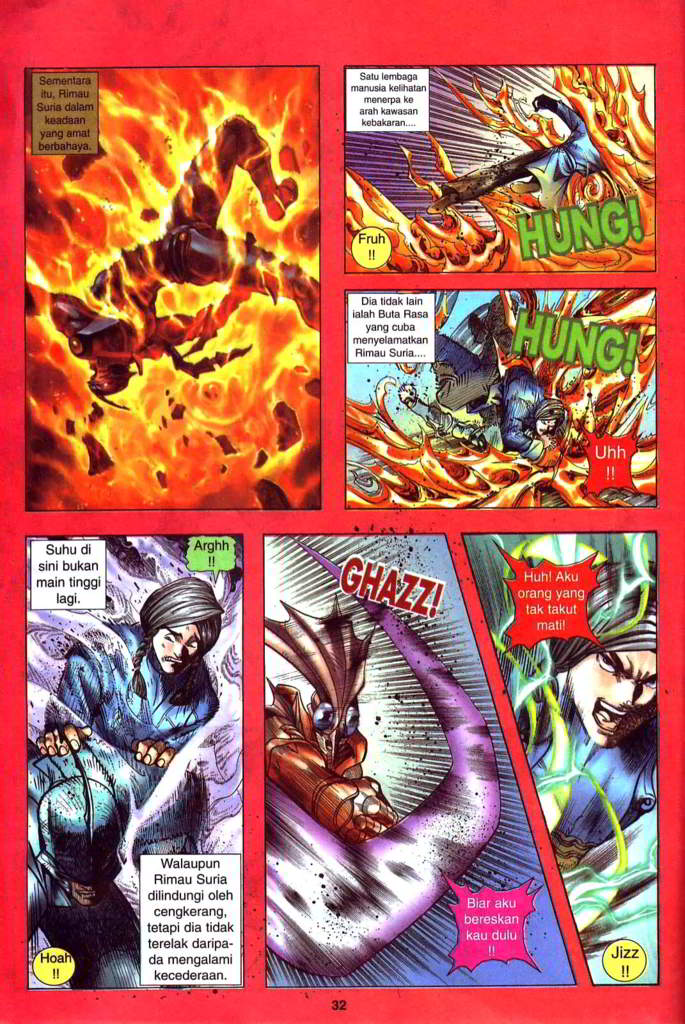 Sementara
itu, Rimau
Suria dalam
keadaan
yang amat
berbahaya.
Satu lembaga
manusia kelihatan
menerpa ke
arah kawasan
kebakaran....
HUNG!
Fruh
!!
Dia tidak lain
ialah Buta Rasa
yang cuba
menyelamatkan
Rimau Suria....
HUNG!
Uhh
!!
Suhu di
sini bukan
main tinggi
lagi.
Arghh
!!
Walaupun
Rimau Suria
dilindungi oleh
cengkerang,
tetapi dia tidak
terelak daripa-
da mengalami
kecederaan.
Hoah
!!
GHAZZ!
Biar aku
bereskan
kau dulu
!!
Huh! Aku
orang yang
tak takut
mati!
Jizz
!!
32